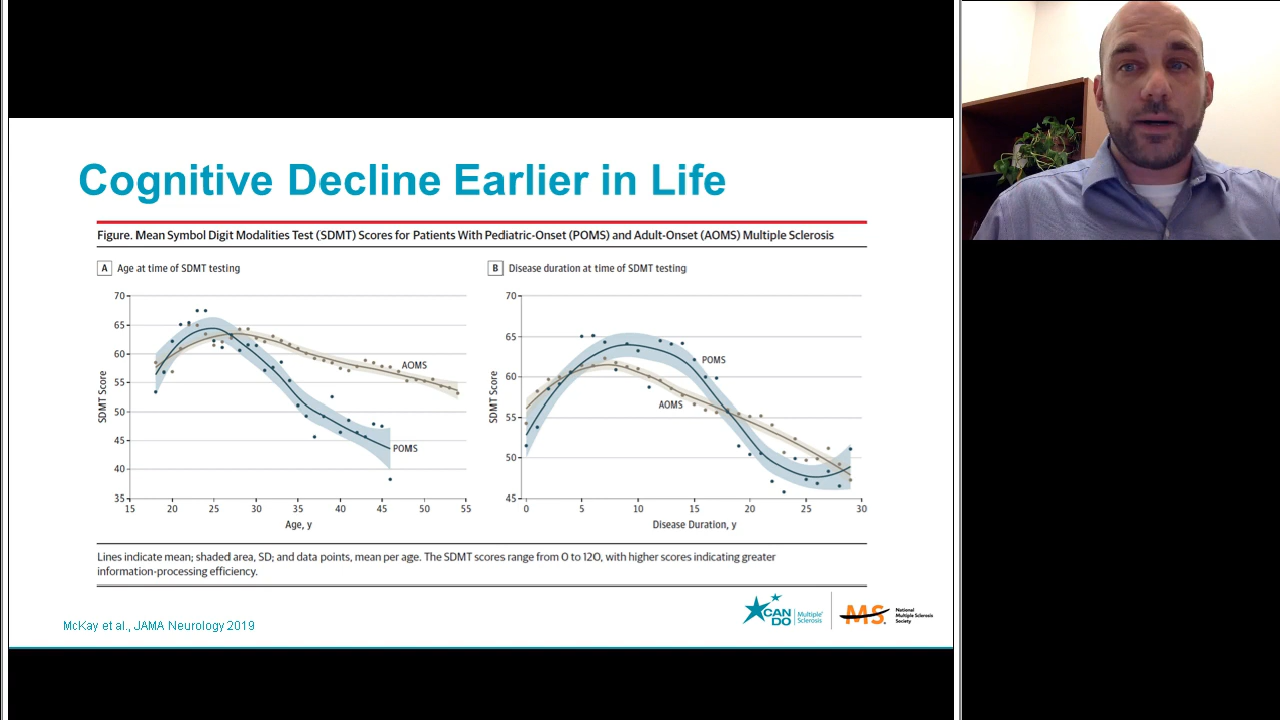 Cognitive Decline Earlier in Life
Figure. Mean Symbol Digit Modalities Test (SDMT) Scores for Patients With Pediatric-Onset (POMS) and Adult-Onset (AOMS) Multiple Sclerosis
A Age at time of SDMT testing
70
65
60
55
50
45
40
35
SDMT Score
AOMS
POMS
15 20 25 30 35 40 45 50 55
Age, y
B Disease duration at time of SDMT testing
70
65
60
55
50
45
SDMT Score
POMS
AOMS
0 5 10 15 20 25 30
Disease Duration, y
Lines indicate mean; shaded area, SD; and data points, mean per age. The SDMT scores range from 0 to 120, with higher scores indicating greater
information-processing efficiency.
McKay et al., JAMA Neurology 2019
CAN
DO
Multiple
Sclerosis
MS
National
Multiple Sclerosis
Society